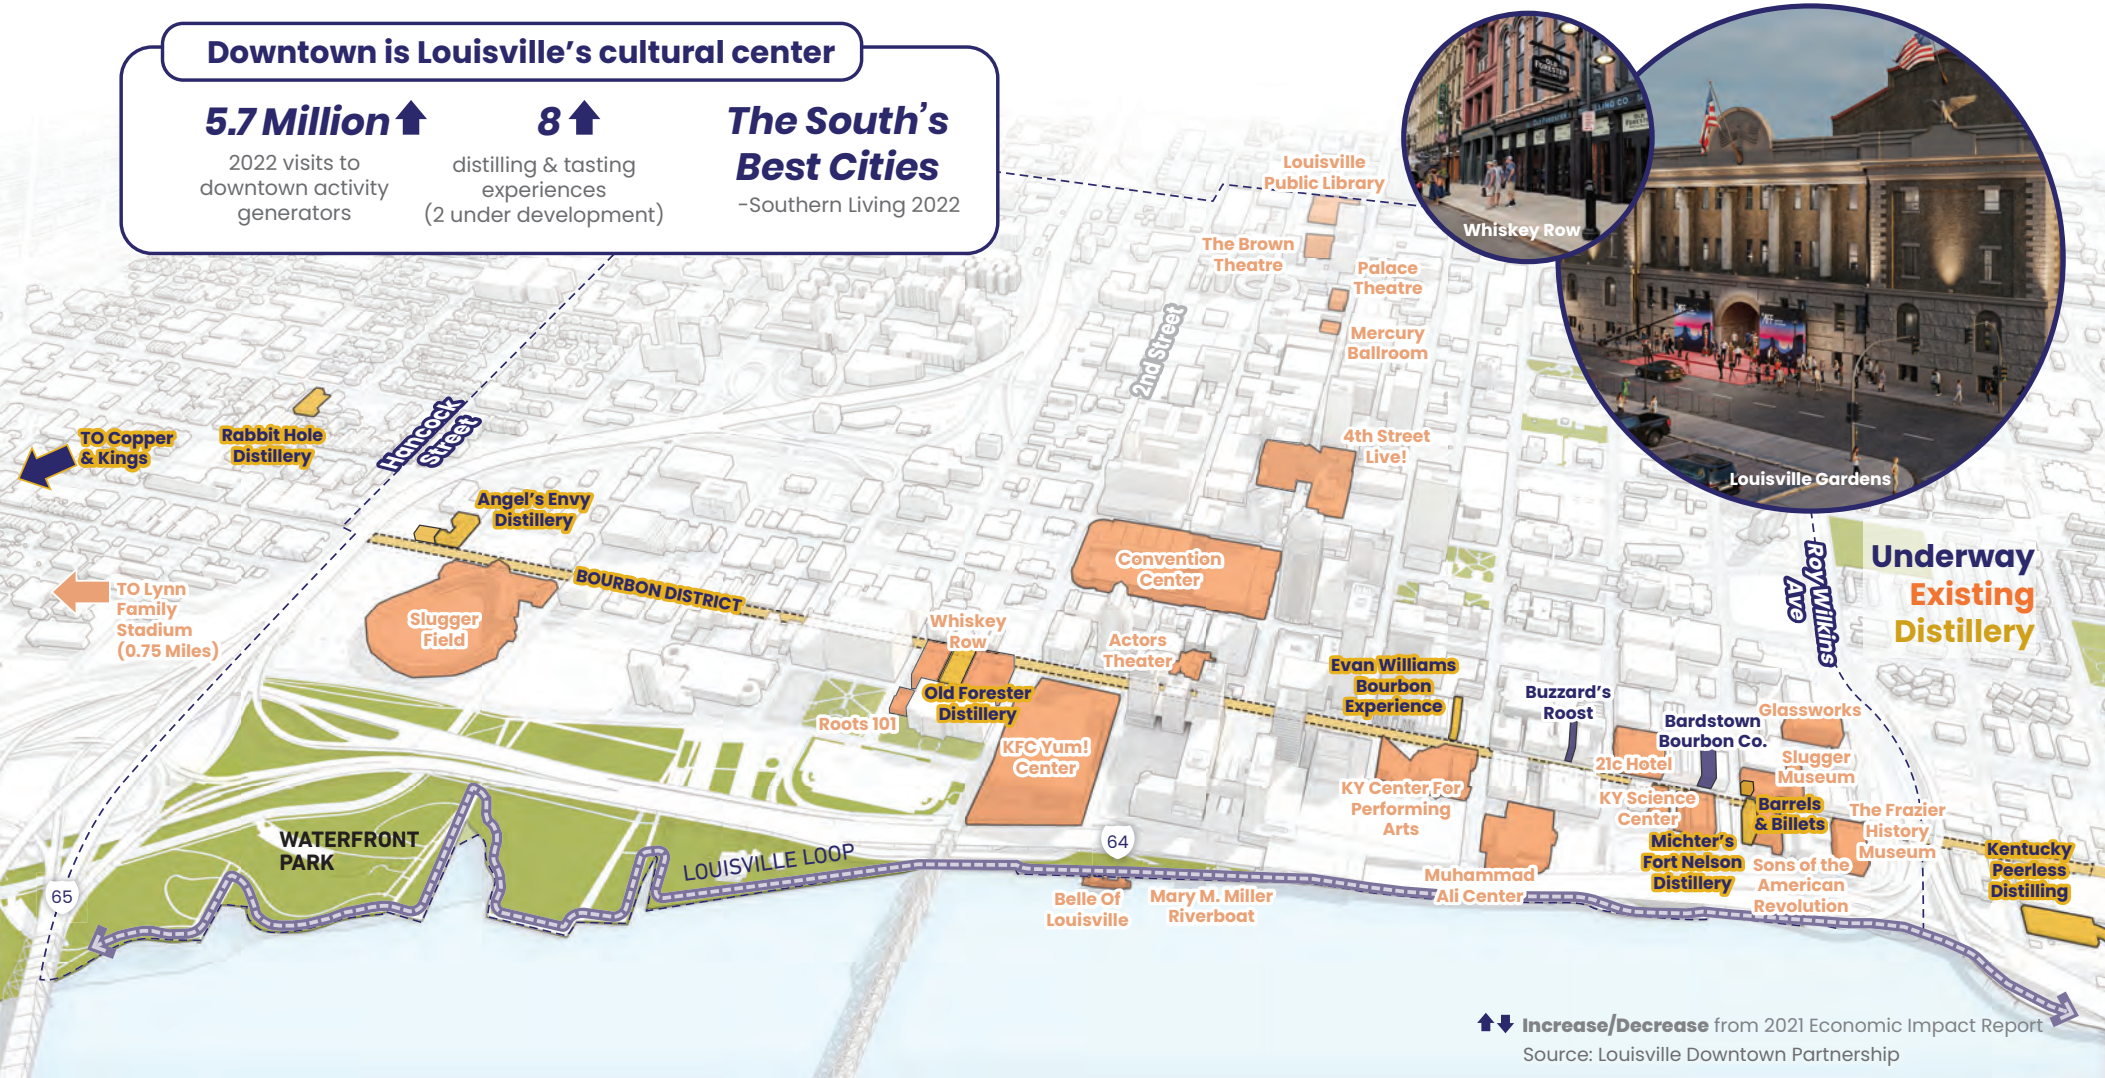 Downtown is Louisville's cultural center
5.7 Million
2022 visits to
downtown activity
generators
8
distilling & tasting
experiences
(2 under development)
The South's
Best Cities
-Southern Living 2022
OLD
FORESTER
Whiskey Row
Louisville Gardens
Louisville
Public Library
The Brown
Theatre
Palace
Theatre
Mercury
Ballroom
2nd Street
4th Street
Live!
Hancock
Street
TO Copper
& Kings
Rabbit Hole
Distillery
Angel's Envy
Distillery
TO Lynn
Family
Stadium
(0.75 Miles)
Slugger
Field
BOURBON DISTRICT
Convention
Center
Whiskey
Row
Actors
Theater
Old Forester
Distillery
Roots 101
KFC Yum!
Center
Evan Williams
Bourbon
Experience
Buzzard's
Roost
Bardstown
Bourbon Co.
Roy Wilkins
Ave
Underway
Existing
Distillery
Glassworks
21c Hotel
Slugger
Museum
KY Center For
Performing
Arts
KY Science
Center
Barrels
& Billets
The Frazier
History
Museum
Michter's
Fort Nelson
Distillery
Sons of the
American
Revolution
Kentucky
Peerless
Distilling
Muhammad
Ali Center
WATERFRONT
PARK
LOUISVILLE LOOP
64
65
Belle Of
Louisville
Mary M. Miller
Riverboat
Increase/Decrease from 2021 Economic Impact Report
Source: Louisville Downtown Partnership